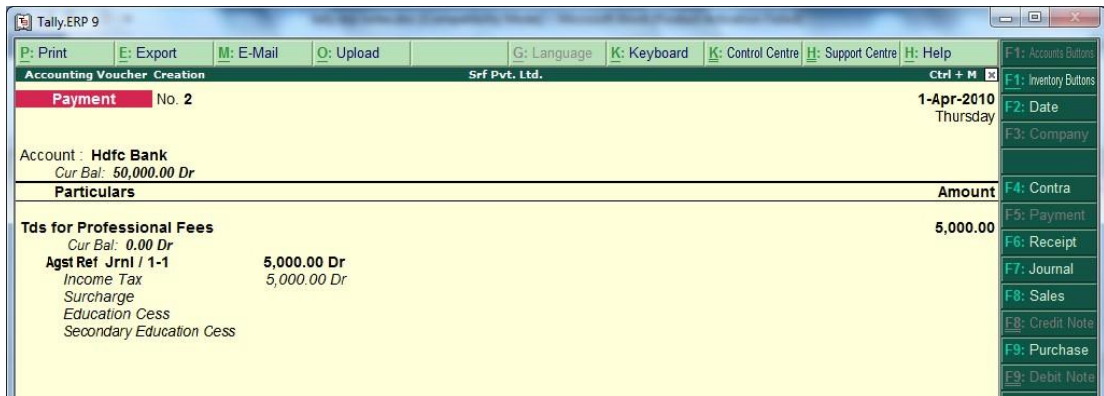 Tally.ERP 9
P: Print E: Export M: E-Mail O: Upload G: Language K: Keyboard K: Control Centre H: Support Centre H: Help
Accounting Voucher Creation Srf Pvt. Ltd. Ctrl + M
Payment No. 2 1-Apr-2010
Thursday
Account : Hdfc Bank
Cur Bal: 50,000.00 Dr
Particulars Amount
Tds for Professional Fees 5,000.00
Cur Bal: 0.00 Dr
Agst Ref Jrnl / 1-1 5,000.00 Dr
Income Tax 5,000.00 Dr
Surcharge
Education Cess
Secondary Education Cess
F1: Accounts Buttons
F1: Inventory Buttons
F2: Date
F3: Company
F4: Contra
F5: Payment
F6: Receipt
F7: Journal
F8: Sales
F8: Credit Note
F9: Purchase
F9: Debit Note